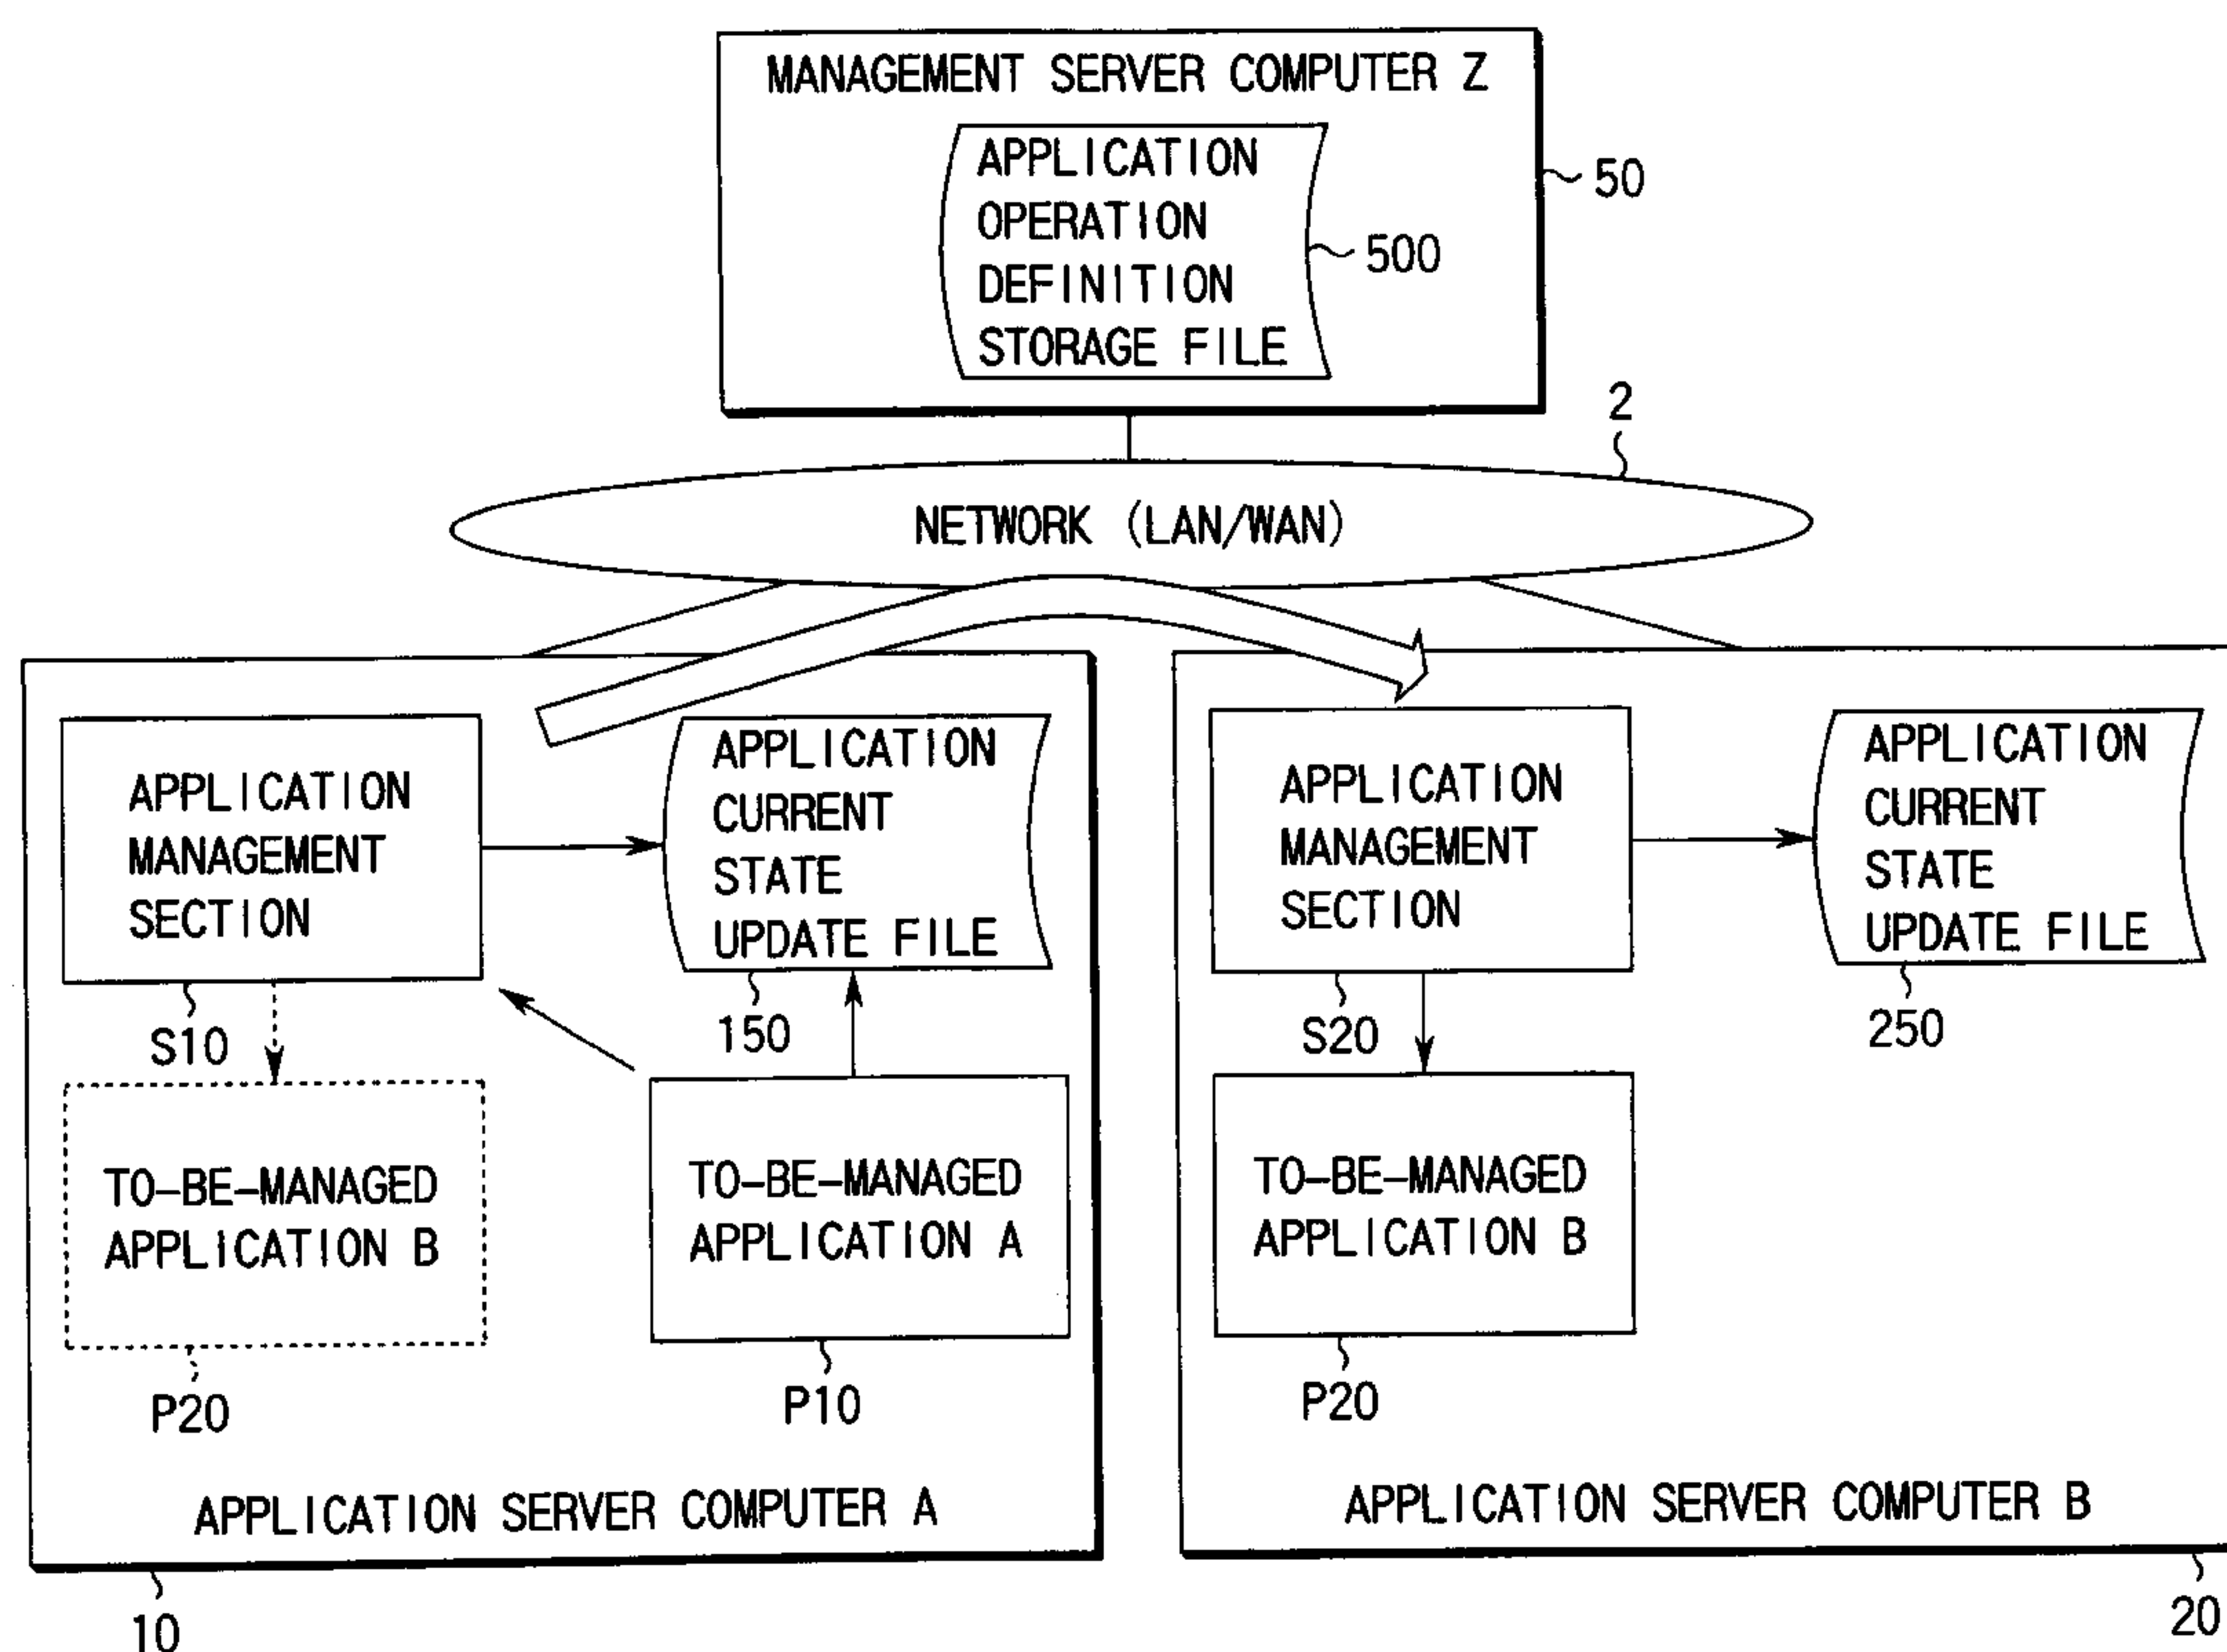 MANAGEMENT SERVER COMPUTER Z
APPLICATION
OPERATION
DEFINITION
STORAGE FILE
50
500
2
NETWORK (LAN/WAN)
APPLICATION
MANAGEMENT
SECTION
S10
APPLICATION
CURRENT
STATE
UPDATE FILE
150
TO-BE-MANAGED
APPLICATION B
P20
TO-BE-MANAGED
APPLICATION A
P10
APPLICATION SERVER COMPUTER A
10
APPLICATION
MANAGEMENT
SECTION
S20
APPLICATION
CURRENT
STATE
UPDATE FILE
250
TO-BE-MANAGED
APPLICATION B
P20
APPLICATION SERVER COMPUTER B
20